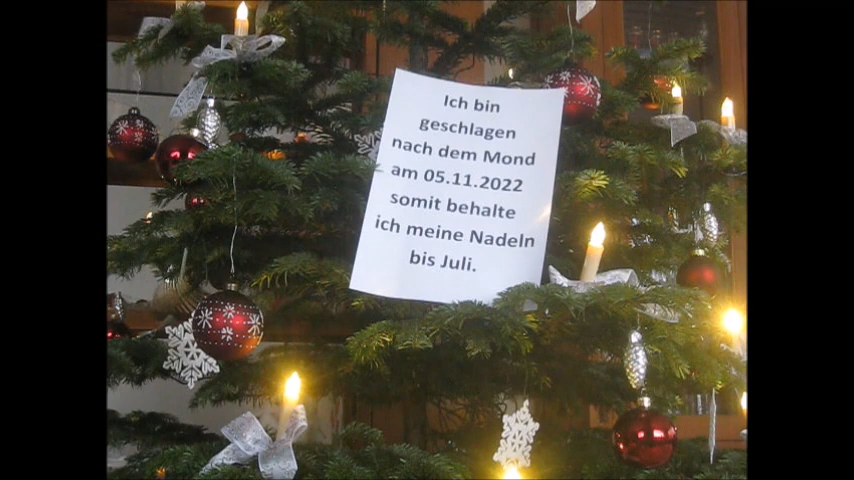 Ich bin
geschlagen
nach dem Mond
am 05.11.2022
somit behalte
ich meine Nadeln
bis Juli.